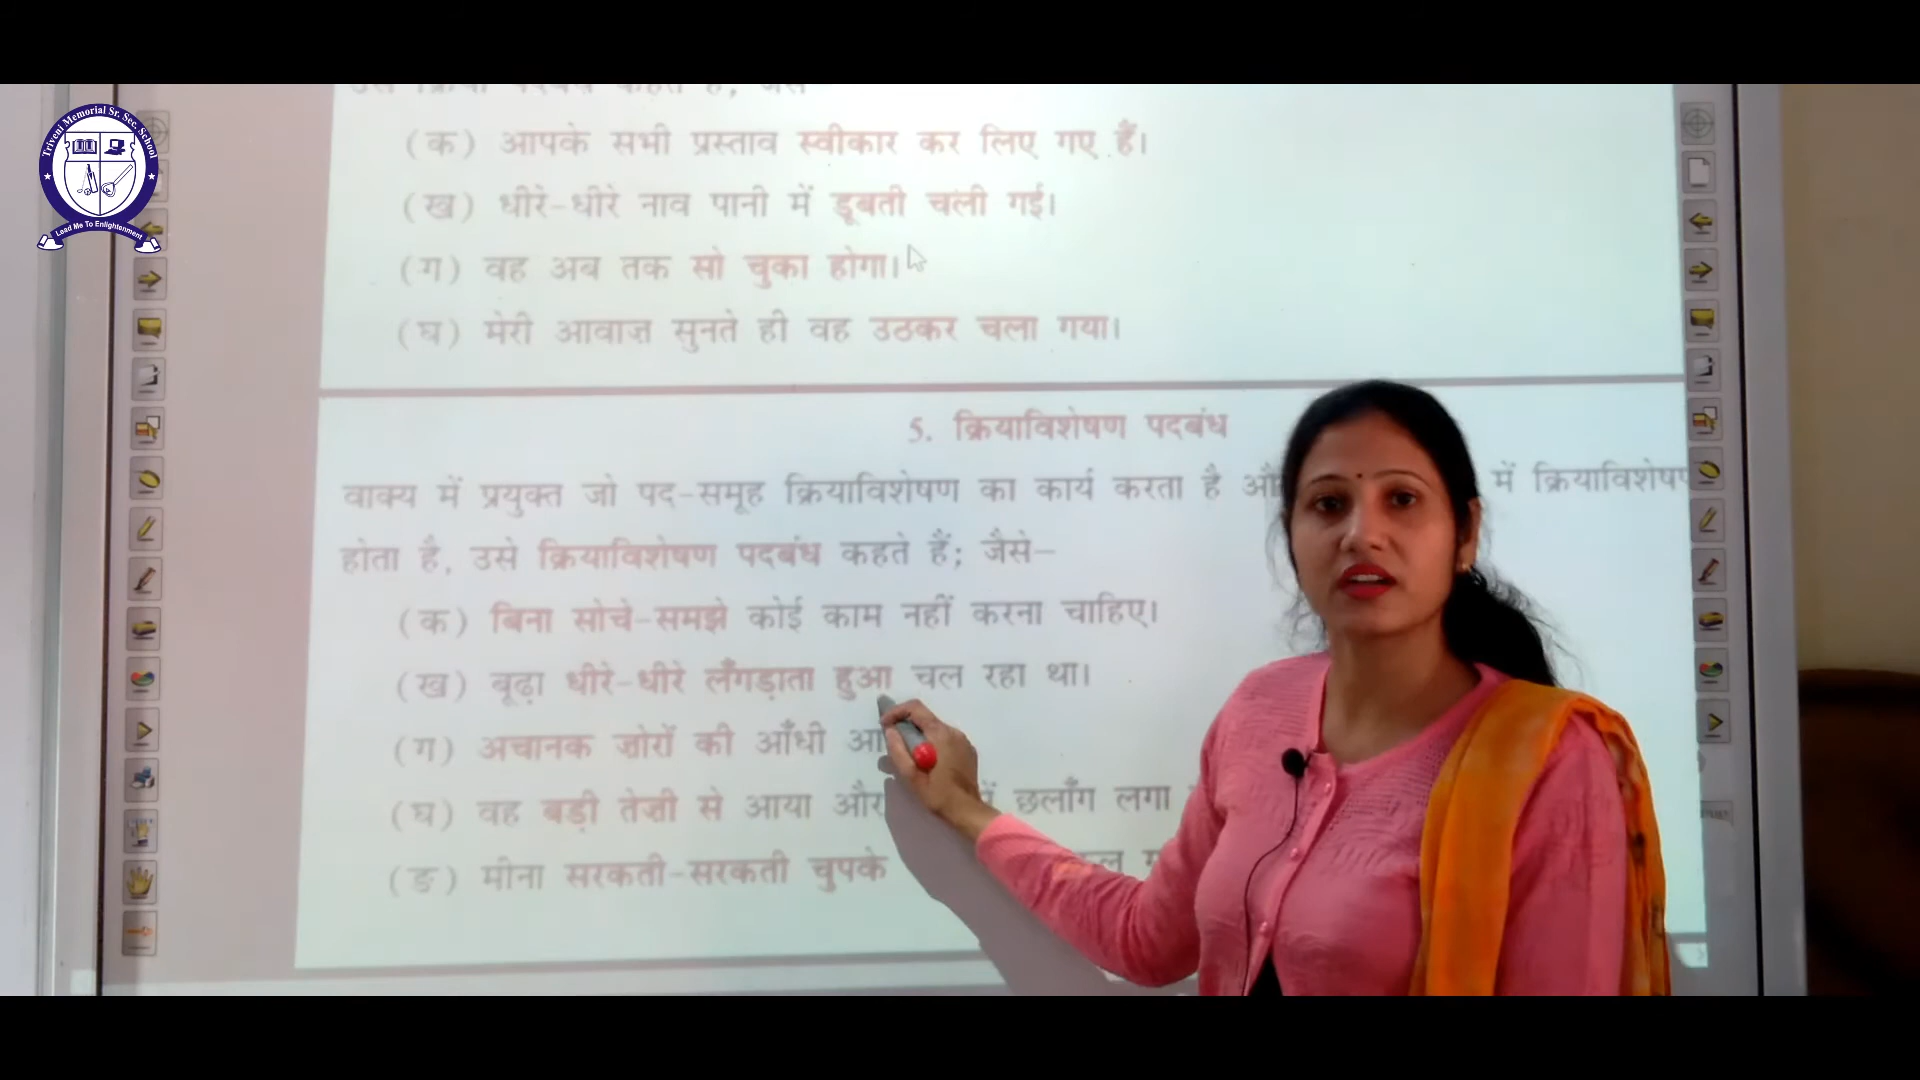 Triveni Memorial Sr. Sec. School
Lead Me To Enlightenment
(क) आपके सभी प्रस्ताव स्वीकार कर लिए गए हैं।
(ख) धीरे-धीरे नाव पानी में डूबती चली गई।
(ग) वह अब तक सो चुका होगा।
(घ) मेरी आवाज़ सुनते ही वह उठकर चला गया।
5. क्रियाविशेषण पदबंध
वाक्य में प्रयुक्त जो पद-समूह क्रियाविशेषण का कार्य करता है में
होता है, उसे क्रियाविशेषण पदबंध कहते हैं; जैसे-
(क) बिना सोचे-समझे कोई काम नहीं करना चाहिए।
(ख) बूढ़ा धीरे-धीरे लँगड़ाता हुआ चल रहा था।
(ग) अचानक ज़ोरों की आँधी
(घ) वह बड़ी तेज़ी से आया और छलाँग लगा
(ङ) मीना सरकती-सरकती चुपके